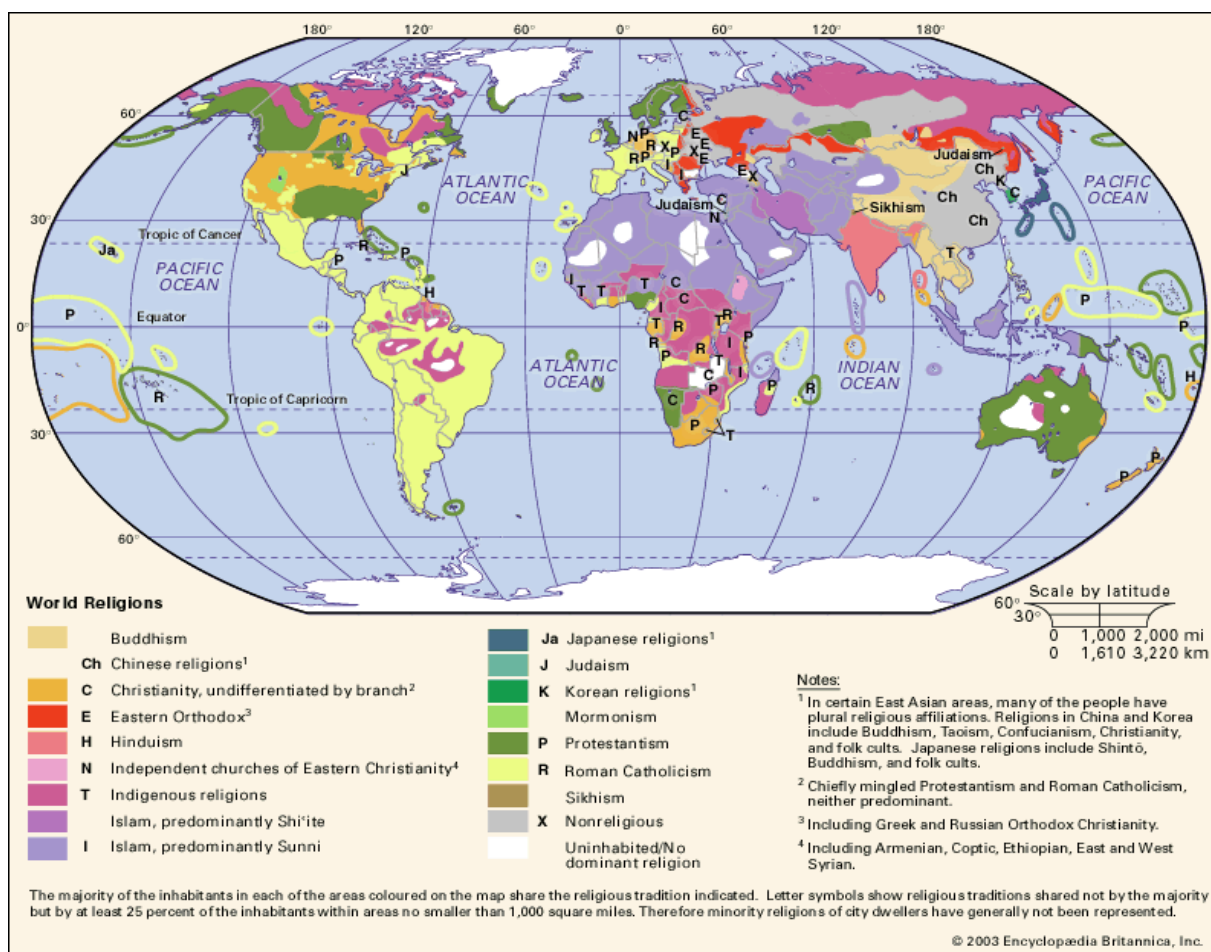 180° 120° 60° 0° 60° 120° 180°
60°
30°
0°
30°
60°
ATLANTIC OCEAN
PACIFIC OCEAN
Tropic of Cancer
PACIFIC OCEAN
Equator
ATLANTIC OCEAN
INDIAN OCEAN
Tropic of Capricorn
Judaism
Judaism
Sikhism
Ja
P
R
J
R
P
P
H
N
P
R
X
P
R
P
I
I
C
E
E
X
E
E
X
C
N
Ch
Ch
Ch
K
C
T
I
T
T
T
C
C
I
T
R
R
P
C
T
R
I
P
T
C
P
I
P
T
P
R
P
P
H
P
P
World Religions
Buddhism
Ch Chinese religions¹
C Christianity, undifferentiated by branch²
E Eastern Orthodox³
H Hinduism
N Independent churches of Eastern Christianity⁴
T Indigenous religions
Islam, predominantly Shiʿite
I Islam, predominantly Sunni
Ja Japanese religions¹
J Judaism
K Korean religions¹
Mormonism
P Protestantism
R Roman Catholicism
Sikhism
X Nonreligious
Uninhabited/No
dominant religion
Scale by latitude
60°
30°
0 1,000 2,000 mi
0 1,610 3,220 km
Notes:
¹ In certain East Asian areas, many of the people have
plural religious affiliations. Religions in China and Korea
include Buddhism, Taoism, Confucianism, Christianity,
and folk cults. Japanese religions include Shintō,
Buddhism, and folk cults.
² Chiefly mingled Protestantism and Roman Catholicism,
neither predominant.
³ Including Greek and Russian Orthodox Christianity.
⁴ Including Armenian, Coptic, Ethiopian, East and West
Syrian.
The majority of the inhabitants in each of the areas coloured on the map share the religious tradition indicated. Letter symbols show religious traditions shared not by the majority
but by at least 25 percent of the inhabitants within areas no smaller than 1,000 square miles. Therefore minority religions of city dwellers have generally not been represented.
© 2003 Encyclopædia Britannica, Inc.